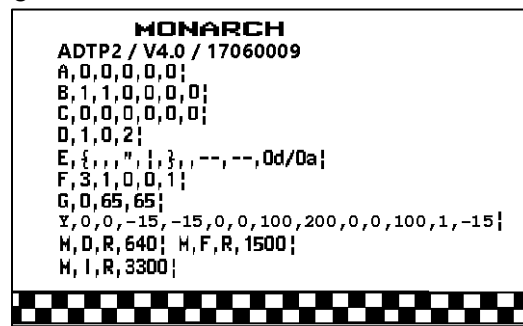 MONARCH
ADTP2 / V4.0 / 17060009
A,0,0,0,0,0¦
B,1,1,0,0,0,0¦
C,0,0,0,0,0,0¦
D,1,0,2¦
E,{,,,",¦,},,--,--,0d/0a¦
F,3,1,0,0,1¦
G,0,65,65¦
Y,0,0,-15,-15,0,0,100,200,0,0,100,1,-15¦
M,D,R,640¦ M,F,R,1500¦
M,I,R,3300¦